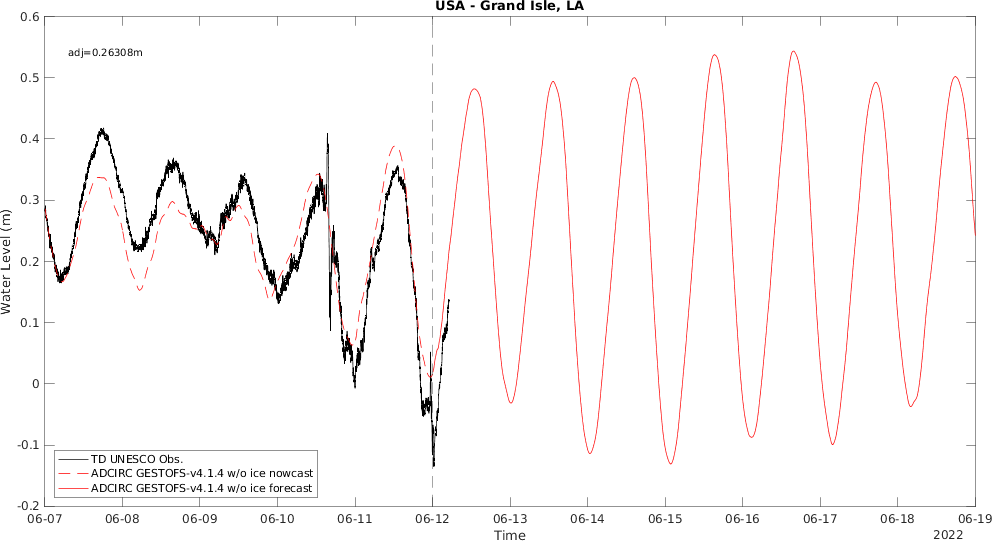 USA - Grand Isle, LA
adj=0.26308m
0.6
0.5
0.4
0.3
0.2
0.1
0
-0.1
-0.2
Water Level (m)
TD UNESCO Obs.
ADCIRC GESTOFS-v4.1.4 w/o ice nowcast
ADCIRC GESTOFS-v4.1.4 w/o ice forecast
06-07 06-08 06-09 06-10 06-11 06-12 06-13 06-14 06-15 06-16 06-17 06-18 06-19
Time
2022